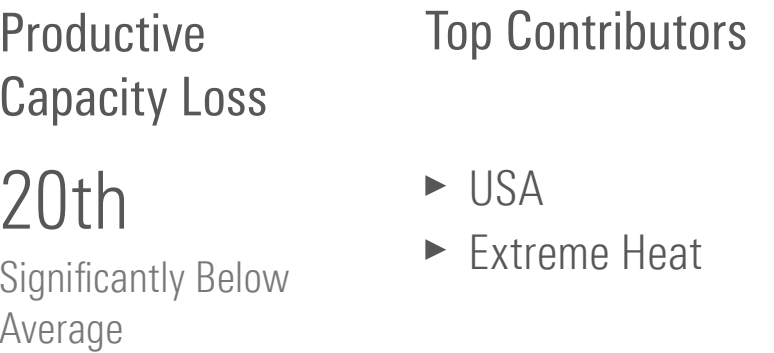 Productive
Capacity Loss
20th
Significantly Below
Average
Top Contributors
► USA
► Extreme Heat